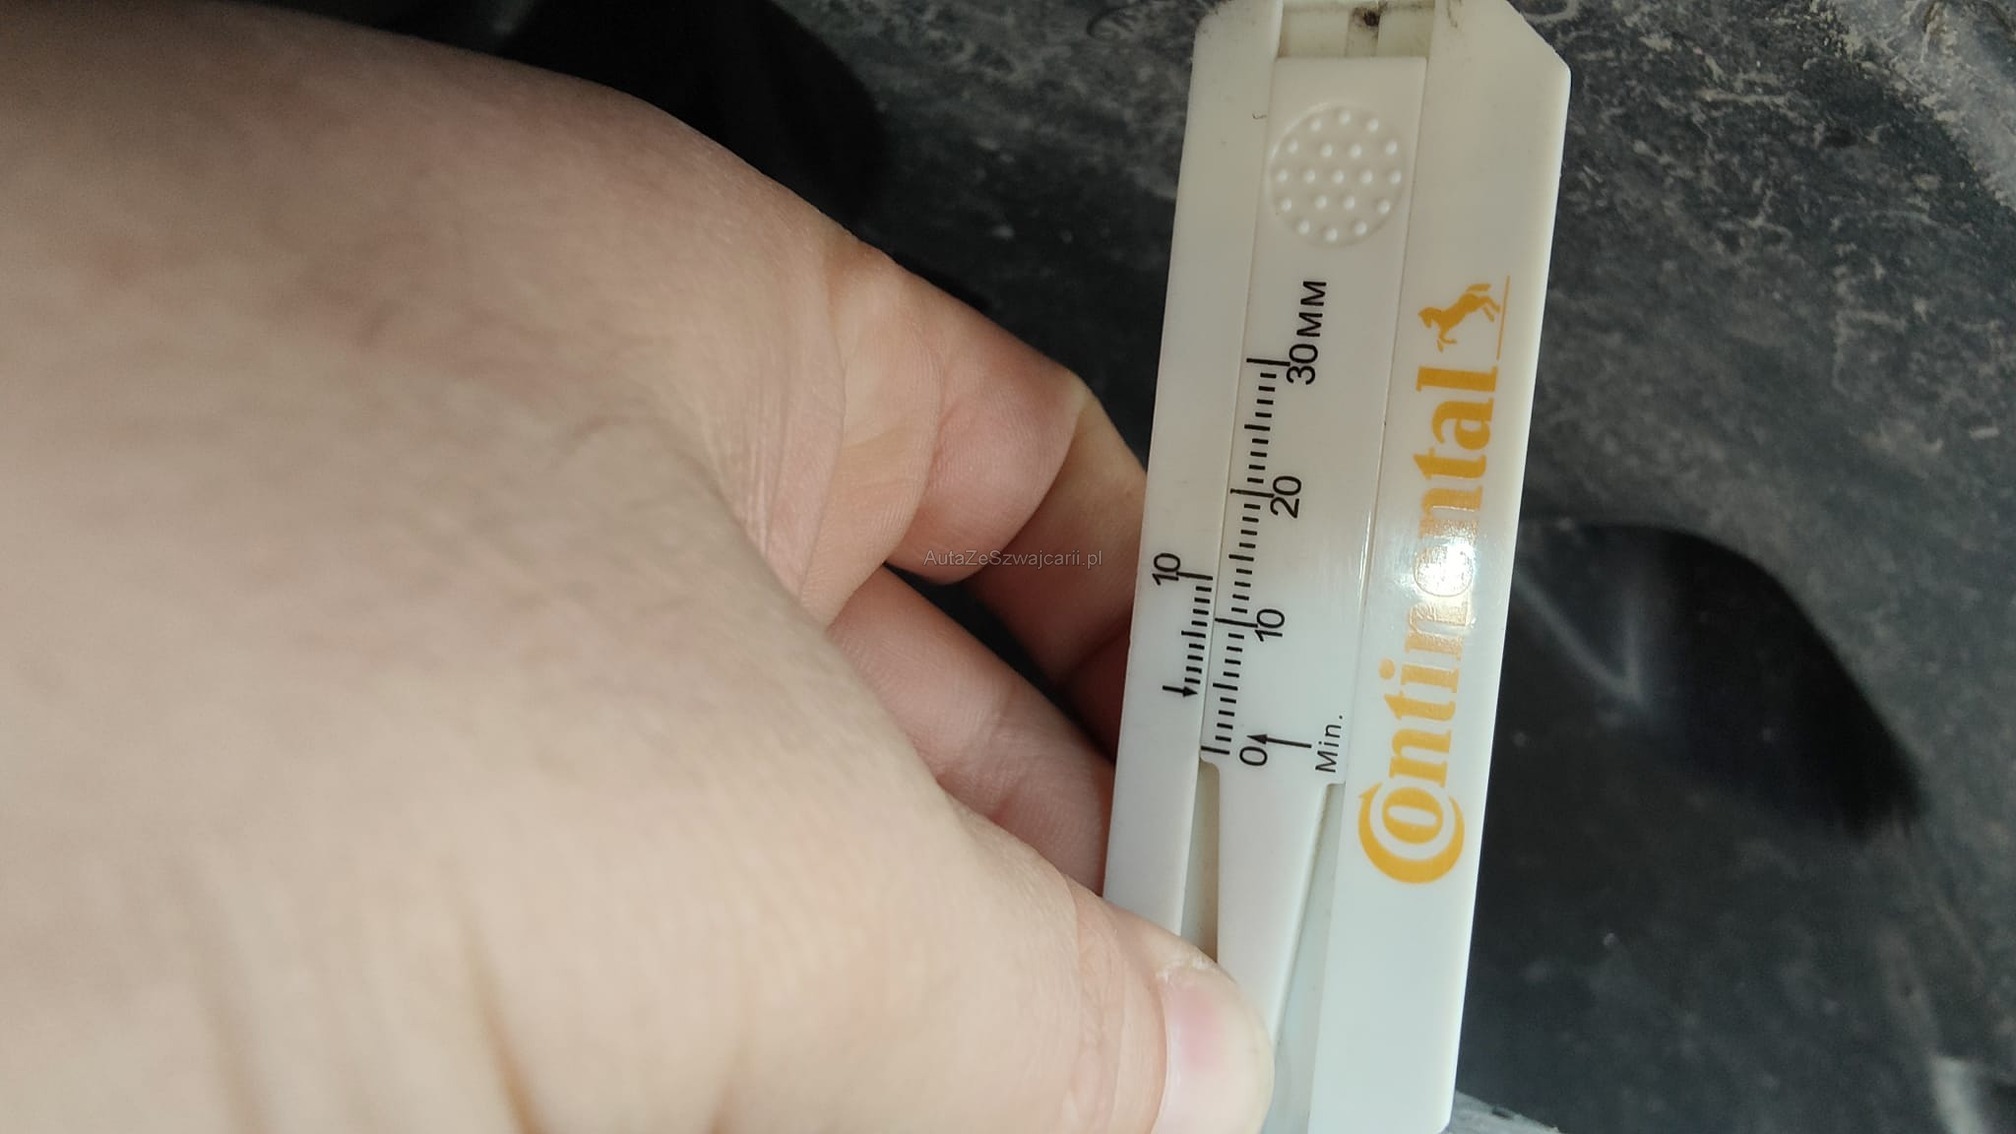 Continental
30MM
20
10
0
Min.
10
AutaZeSzwajcarii.pl